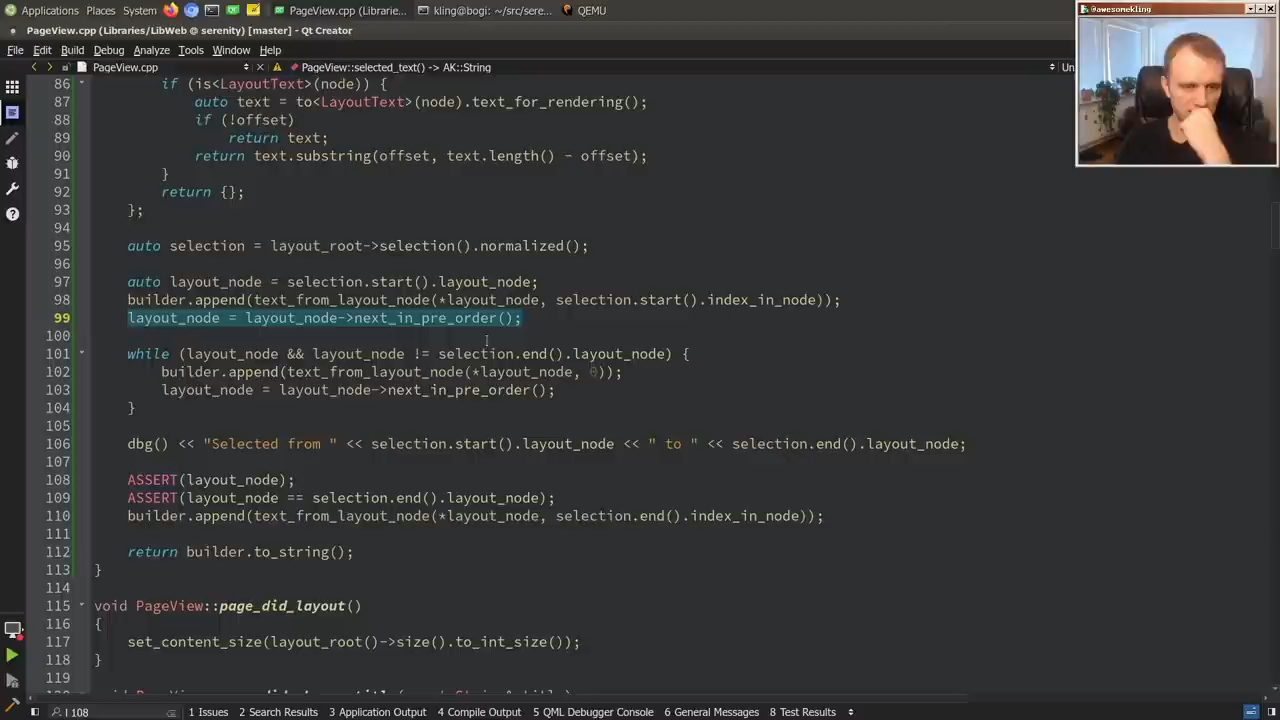 Applications Places System PageView.cpp (Librarie... kling@bogi: ~/src/sere... QEMU
@awesomekling
PageView.cpp (Libraries/LibWeb @ serenity) [master] - Qt Creator
File Edit Build Debug Analyze Tools Window Help
PageView.cpp PageView::selected_text() -> AK::String
86 if (is<LayoutText>(node)) {
87 auto text = to<LayoutText>(node).text_for_rendering();
88 if (!offset)
89 return text;
90 return text.substring(offset, text.length() - offset);
91 }
92 return {};
93 };
94
95 auto selection = layout_root->selection().normalized();
96
97 auto layout_node = selection.start().layout_node;
98 builder.append(text_from_layout_node(*layout_node, selection.start().index_in_node));
99 layout_node = layout_node->next_in_pre_order();
100
101 while (layout_node && layout_node != selection.end().layout_node) {
102 builder.append(text_from_layout_node(*layout_node, 0));
103 layout_node = layout_node->next_in_pre_order();
104 }
105
106 dbg() << "Selected from " << selection.start().layout_node << " to " << selection.end().layout_node;
107
108 ASSERT(layout_node);
109 ASSERT(layout_node == selection.end().layout_node);
110 builder.append(text_from_layout_node(*layout_node, selection.end().index_in_node));
111
112 return builder.to_string();
113 }
114
115 void PageView::page_did_layout()
116 {
117 set_content_size(layout_root()->size().to_int_size());
118 }
119
l 108 1 Issues 2 Search Results 3 Application Output 4 Compile Output 5 QML Debugger Console 6 General Messages 8 Test Results